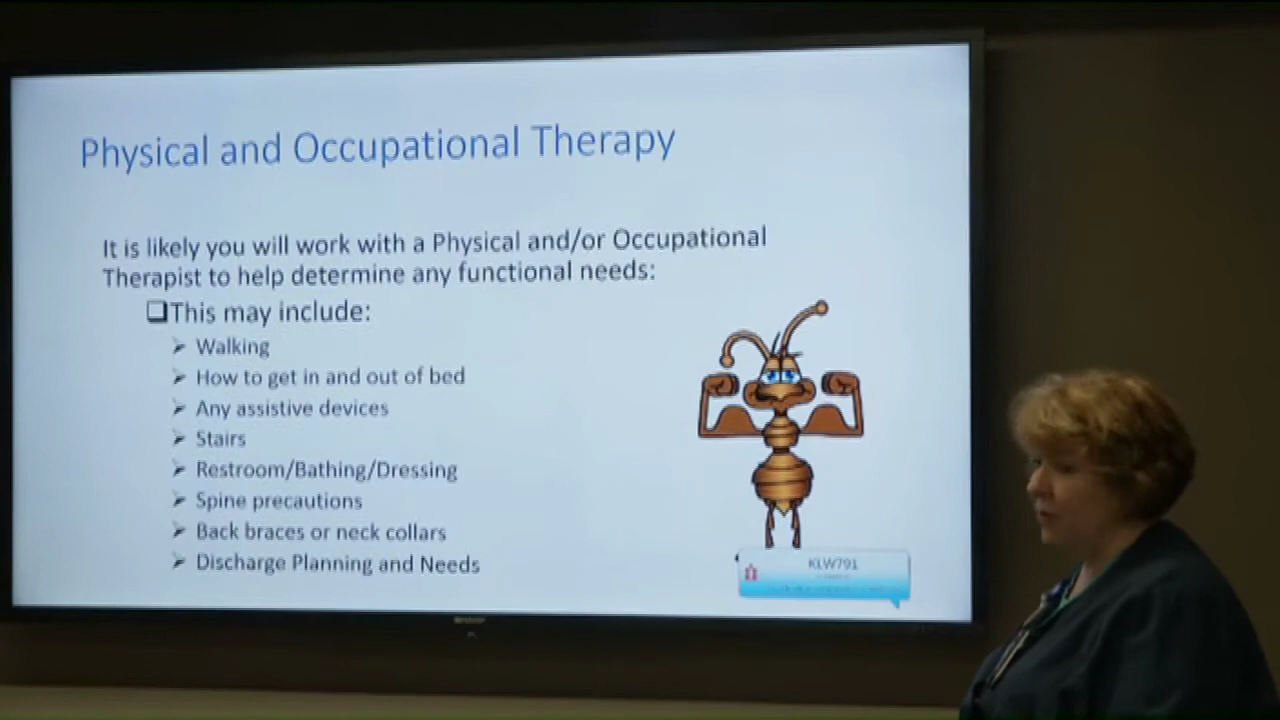 Physical and Occupational Therapy
It is likely you will work with a Physical and/or Occupational
Therapist to help determine any functional needs:
This may include:
Walking
How to get in and out of bed
Any assistive devices
Stairs
Restroom/Bathing/Dressing
Spine precautions
Back braces or neck collars
Discharge Planning and Needs
KLW791